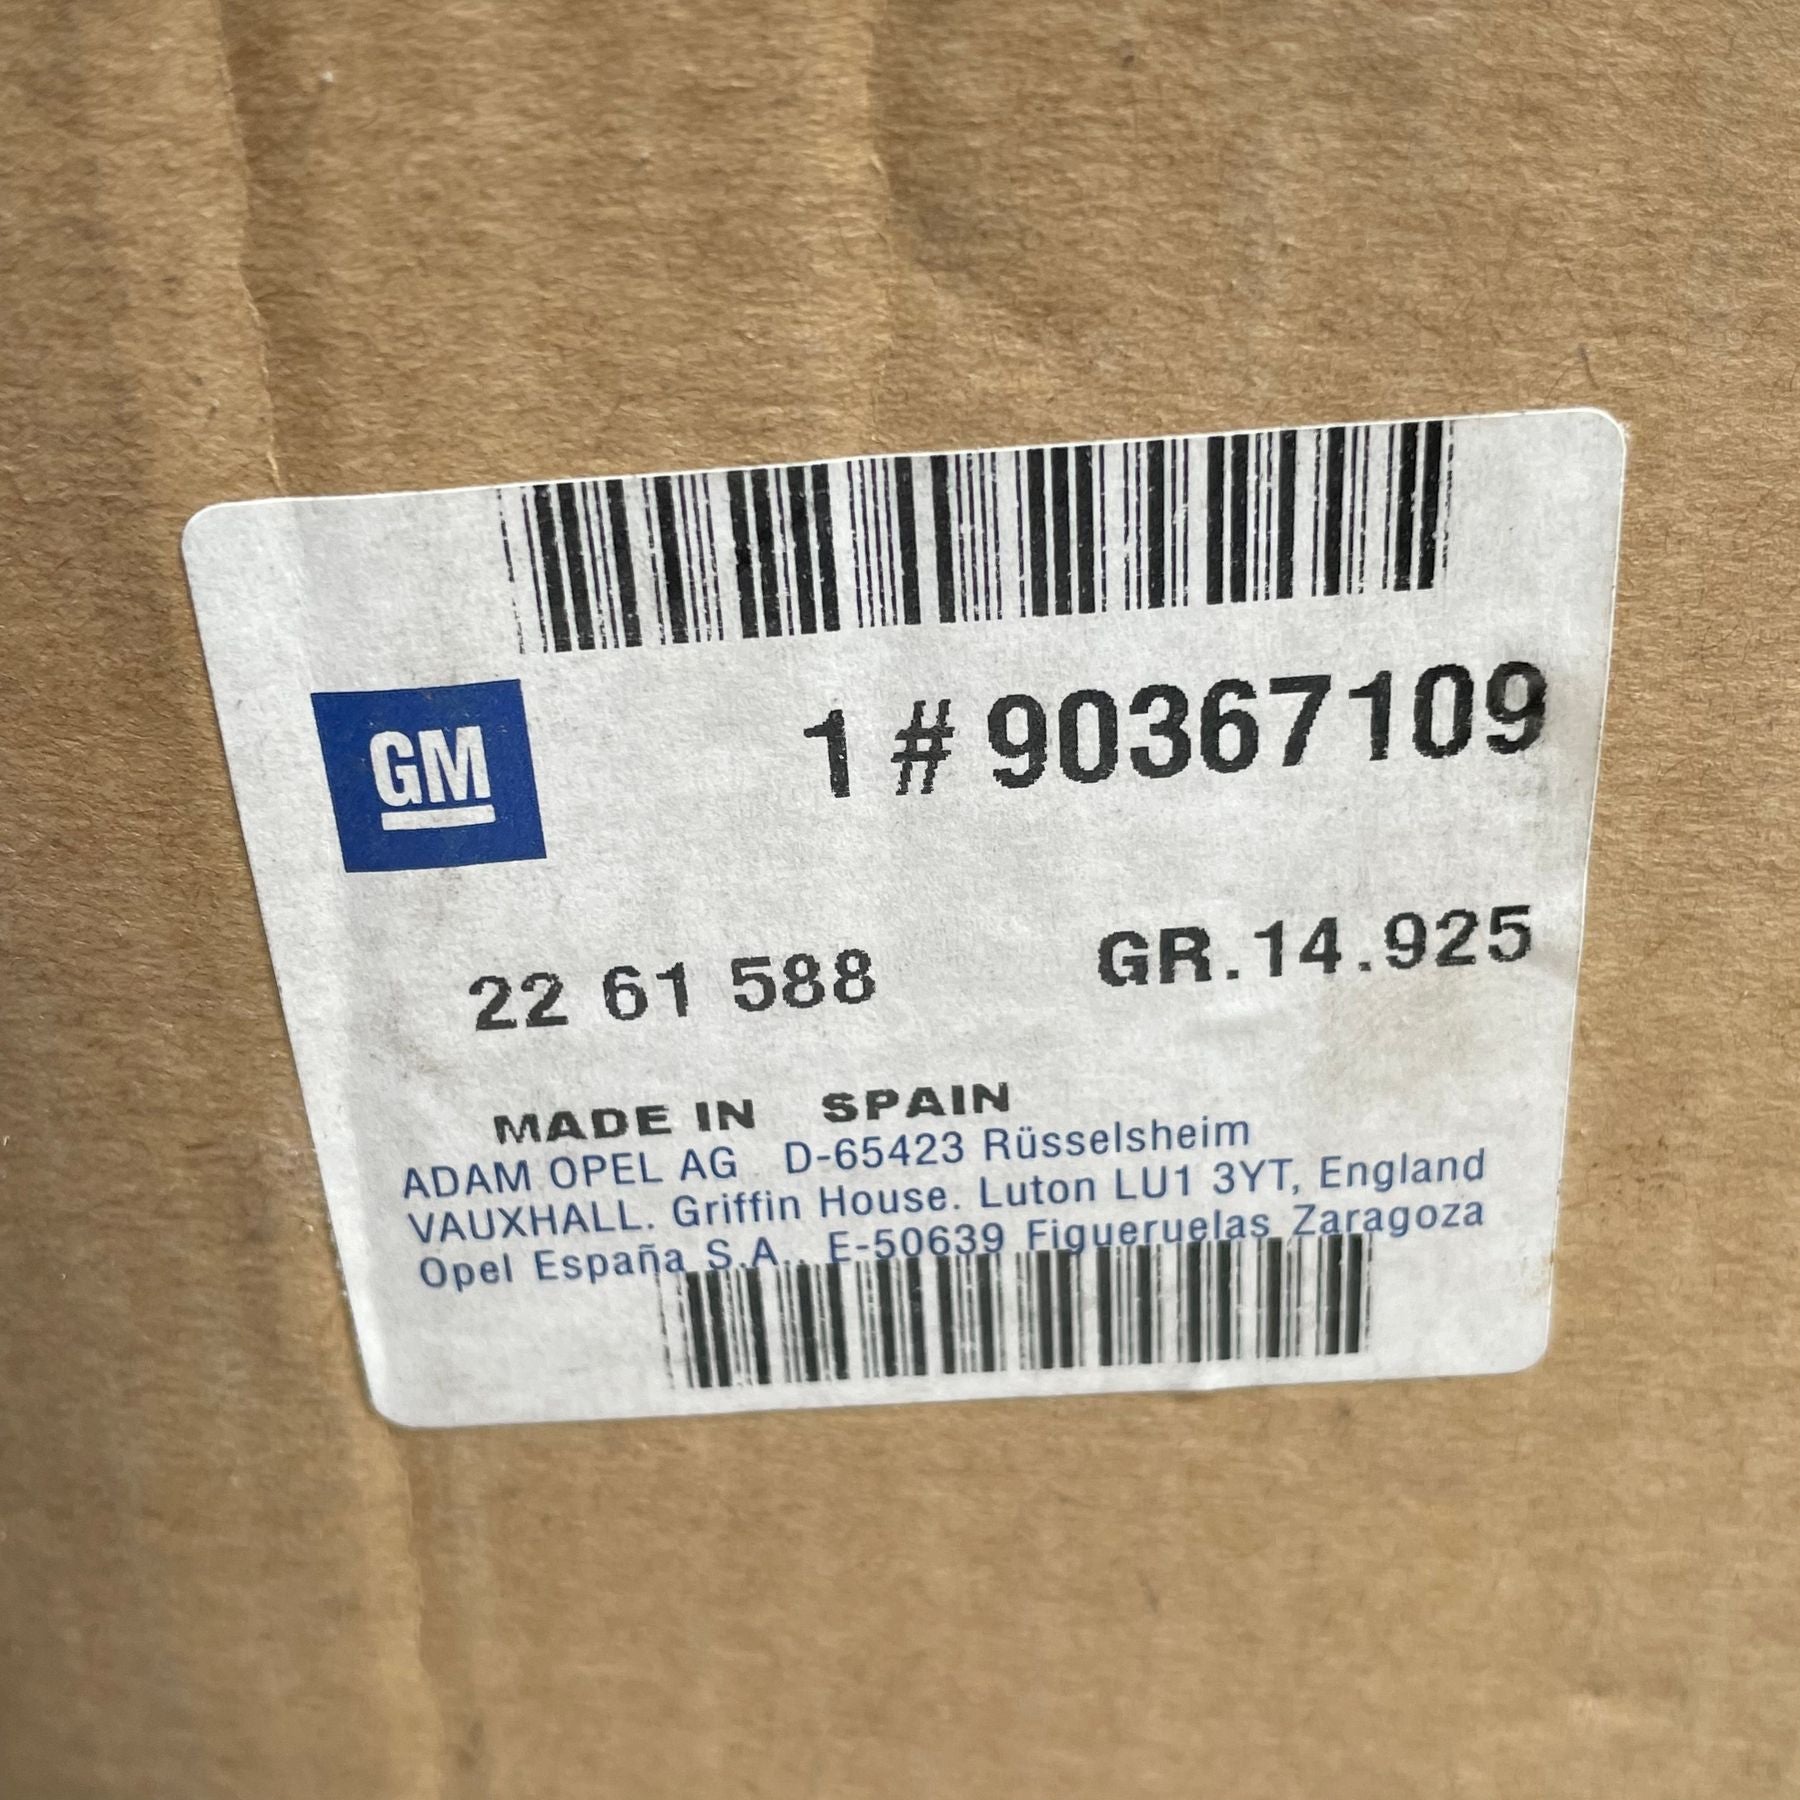 1 # 90367109
GM
22 61 588 GR.14.925
MADE IN SPAIN
ADAM OPEL AG D-65423 Rüsselsheim
VAUXHALL. Griffin House. Luton LU1 3YT, England
Opel España S.A., E-50639 Figueruelas Zaragoza